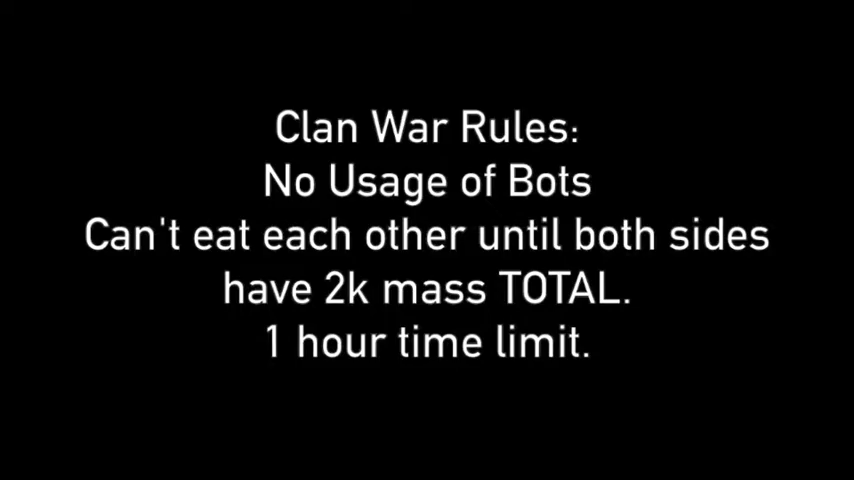 Clan War Rules:
No Usage of Bots
Can't eat each other until both sides
have 2k mass TOTAL.
1 hour time limit.